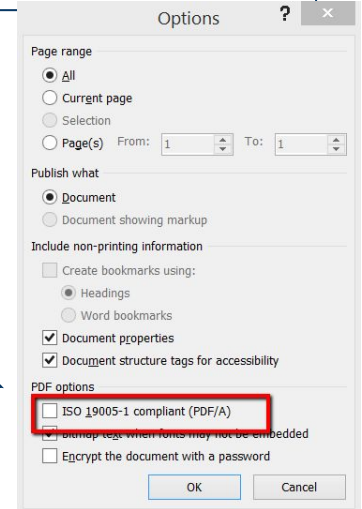 Options ? ×
Page range
All
Current page
Selection
Page(s) From: 1 To: 1
Publish what
Document
Document showing markup
Include non-printing information
Create bookmarks using:
Headings
Word bookmarks
Document properties
Document structure tags for accessibility
PDF options
ISO 19005-1 compliant (PDF/A)
Bitmap text when fonts may not be embedded
Encrypt the document with a password
OK Cancel